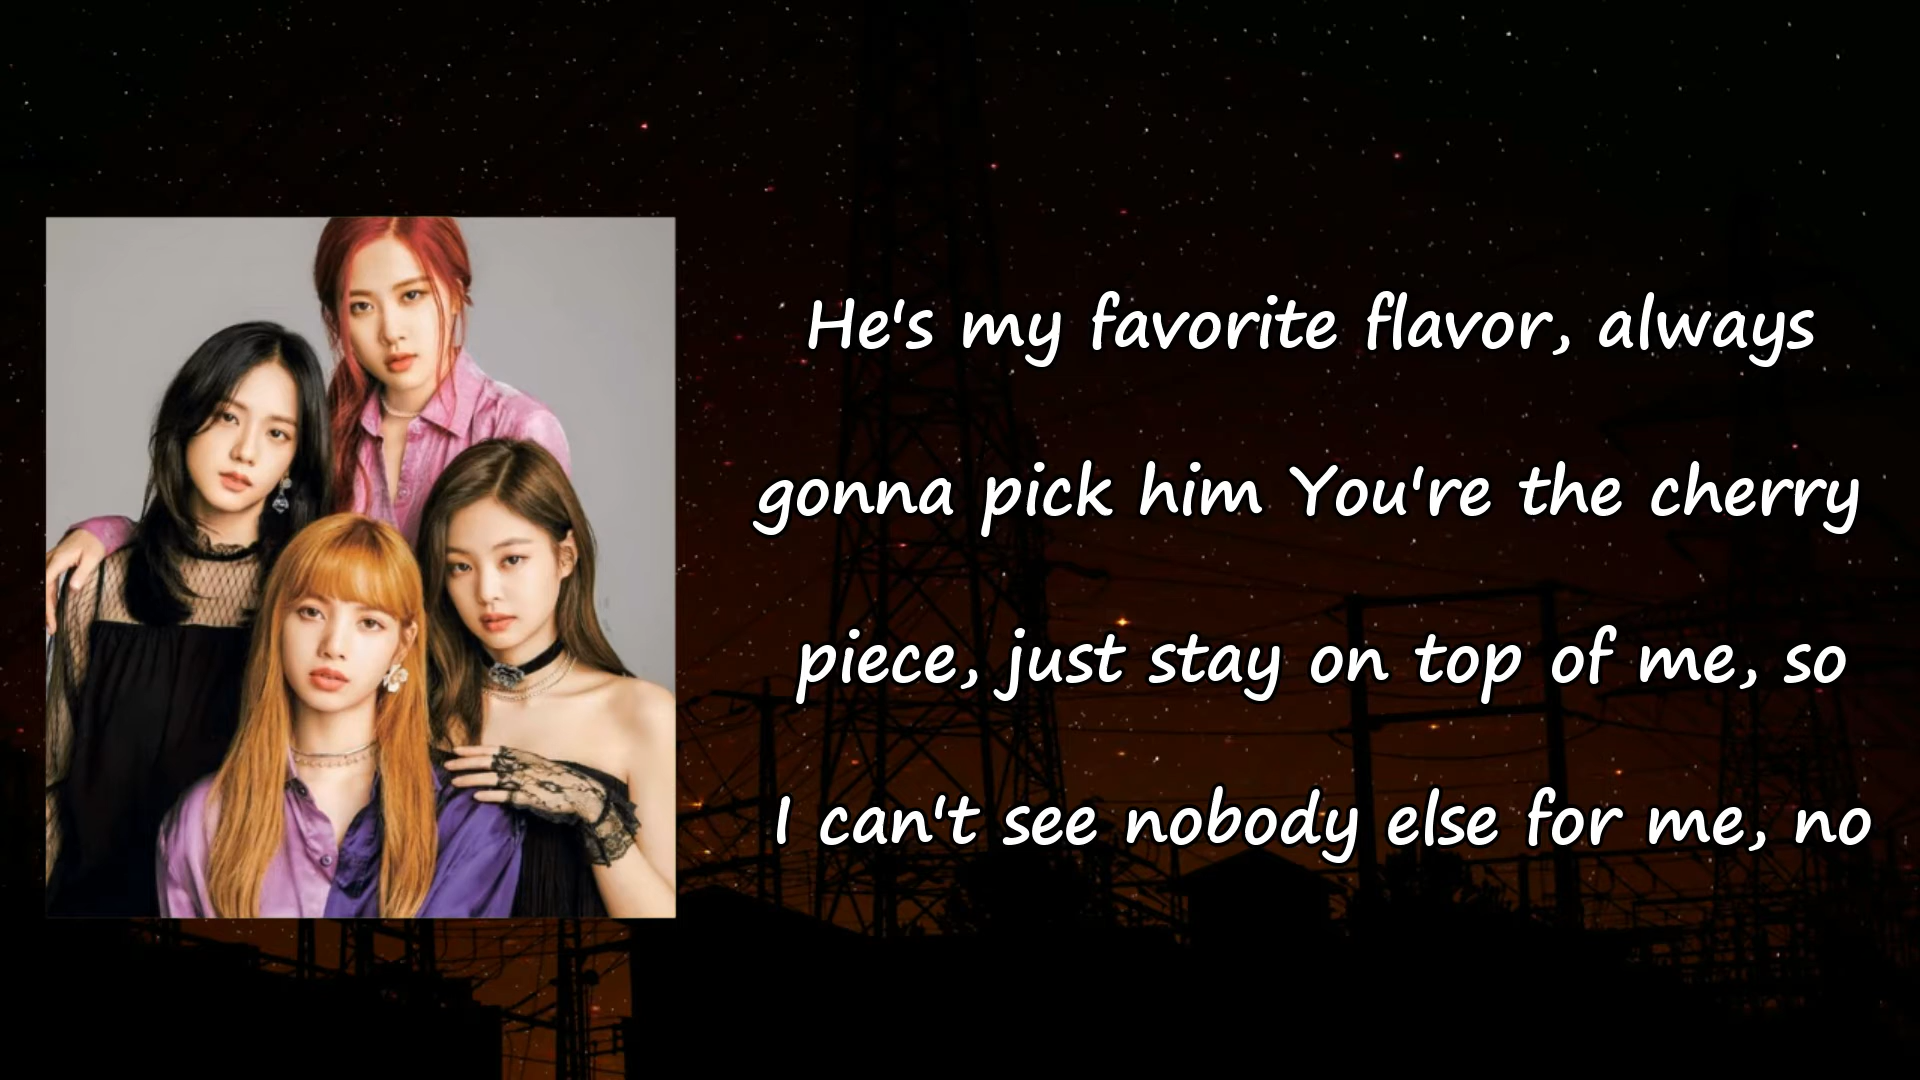 He's my favorite flavor, always
gonna pick him You're the cherry
piece, just stay on top of me, so
I can't see nobody else for me, no